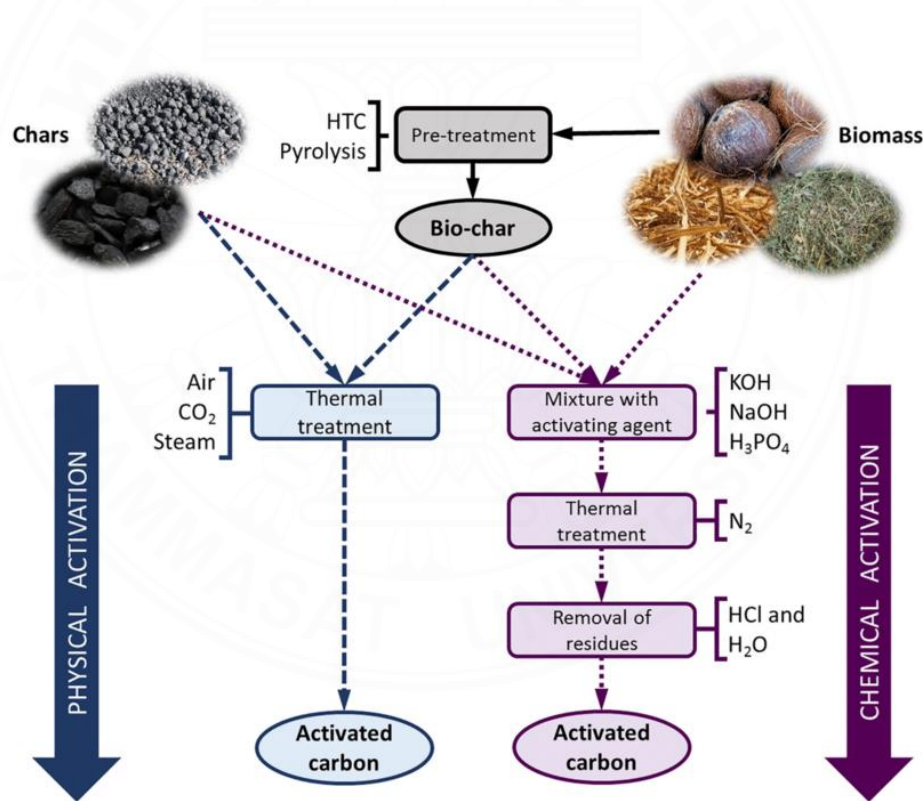 Chars
HTC
Pyrolysis
Pre-treatment
Biomass
Bio-char
Air
CO₂
Steam
Thermal
treatment
Mixture with
activating agent
KOH
NaOH
H₃PO₄
Thermal
treatment
N₂
Removal of
residues
HCl and
H₂O
Activated
carbon
Activated
carbon
PHYSICAL ACTIVATION
CHEMICAL ACTIVATION